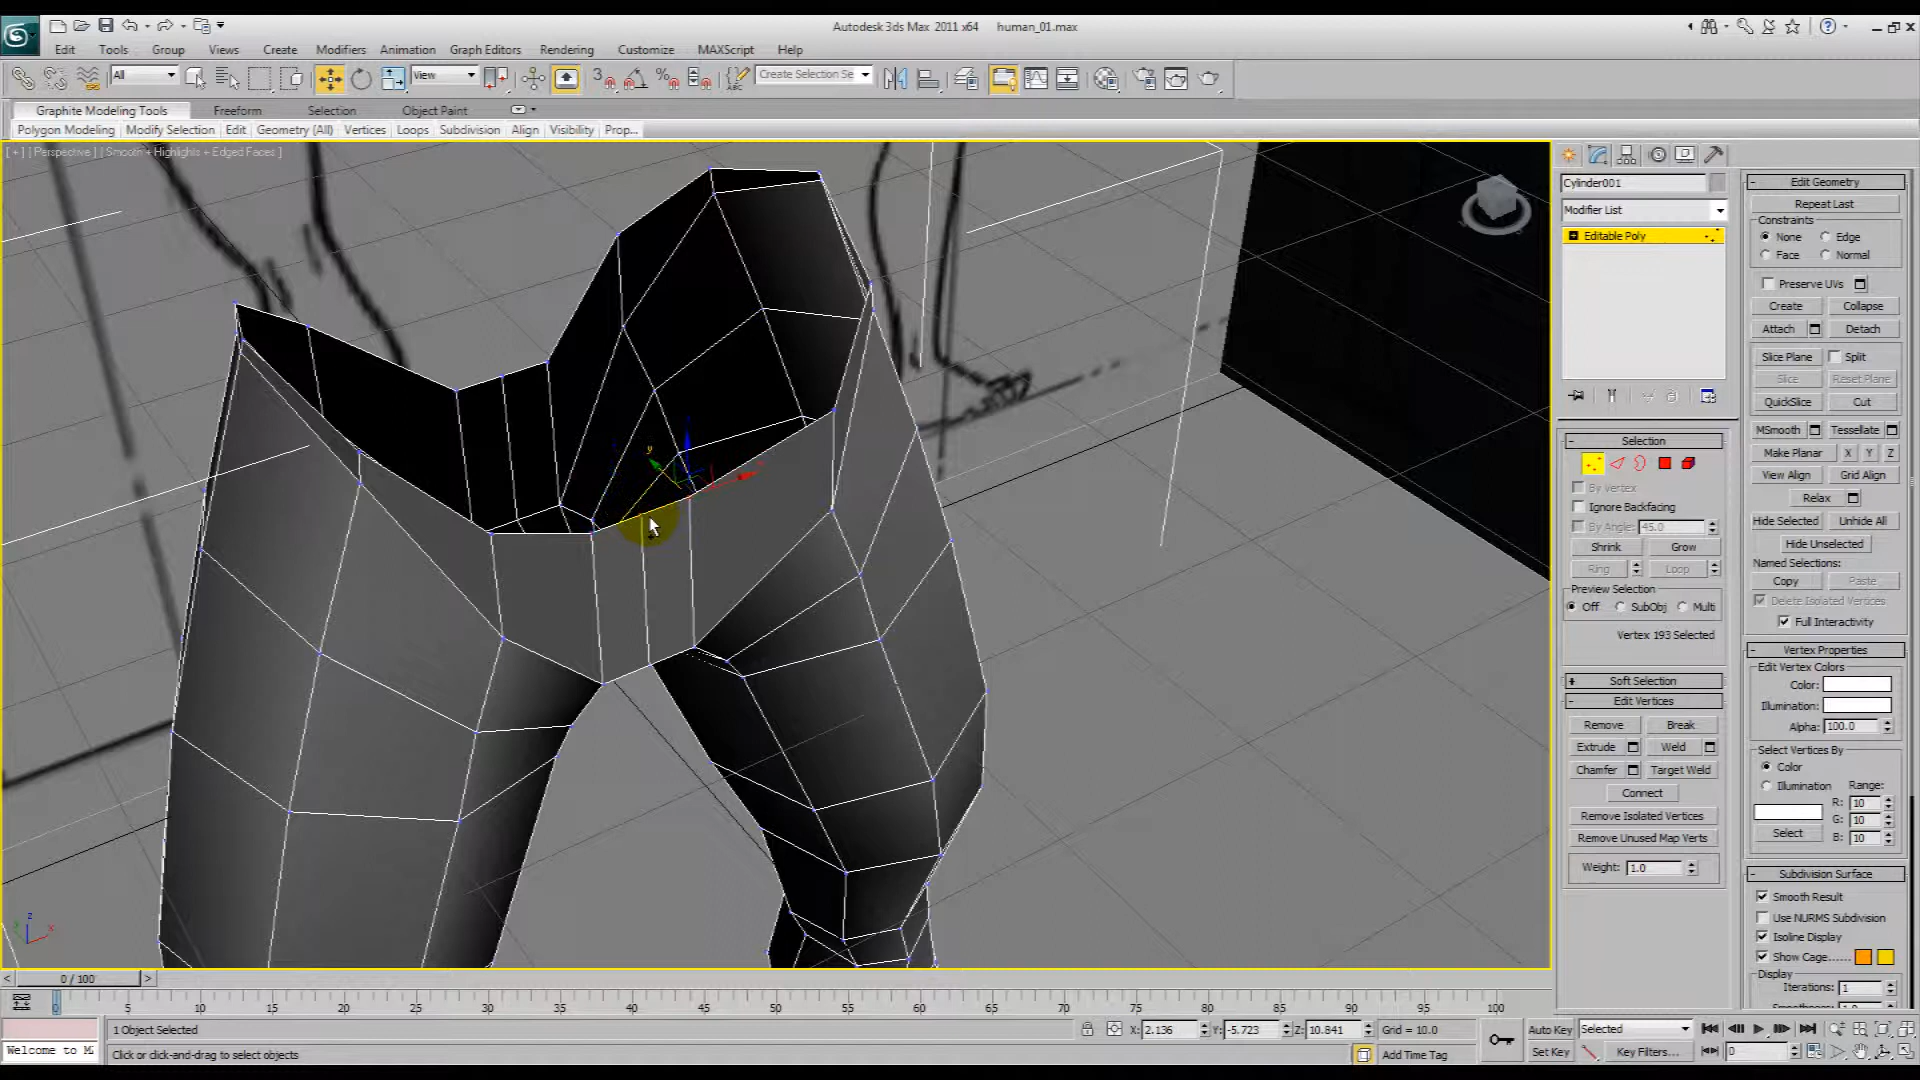 Autodesk 3ds Max 2011 x64 human_01.max
Edit Tools Group Views Create Modifiers Animation Graph Editors Rendering Customize MAXScript Help
All View Create Selection Se
Graphite Modeling Tools Freeform Selection Object Paint
Polygon Modeling Modify Selection Edit Geometry (All) Vertices Loops Subdivision Align Visibility Prop...
[ + ] [ Perspective ] [ Smooth + Highlights + Edged Faces ]
Cylinder001
Modifier List
Editable Poly
Selection
By Vertex
Ignore Backfacing
By Angle: 45.0
Shrink Grow
Ring Loop
Preview Selection
Off SubObj Multi
Vertex 193 Selected
Soft Selection
Edit Vertices
Remove Break
Extrude Weld
Chamfer Target Weld
Connect
Remove Isolated Vertices
Remove Unused Map Verts
Weight: 1.0
Edit Geometry
Repeat Last
Constraints
None Edge
Face Normal
Preserve UVs
Create Collapse
Attach Detach
Slice Plane Split
Slice Reset Plane
QuickSlice Cut
MSmooth Tessellate
Make Planar X Y Z
View Align Grid Align
Relax
Hide Selected Unhide All
Hide Unselected
Named Selections:
Copy Paste
Delete Isolated Vertices
Full Interactivity
Vertex Properties
Edit Vertex Colors
Color:
Illumination:
Alpha: 100.0
Select Vertices By
Color
Illumination Range:
R: 10
G: 10
B: 10
Select
Subdivision Surface
Smooth Result
Use NURMS Subdivision
Isoline Display
Show Cage......
Display
Iterations: 1
0 / 100
0 5 10 15 20 25 30 35 40 45 50 55 60 65 70 75 80 85 90 95 100
1 Object Selected X: 2.136 Y: -5.723 Z: 10.841 Grid = 10.0 Auto Key Selected
Welcome to M Click or click-and-drag to select objects Add Time Tag Set Key Key Filters... 0